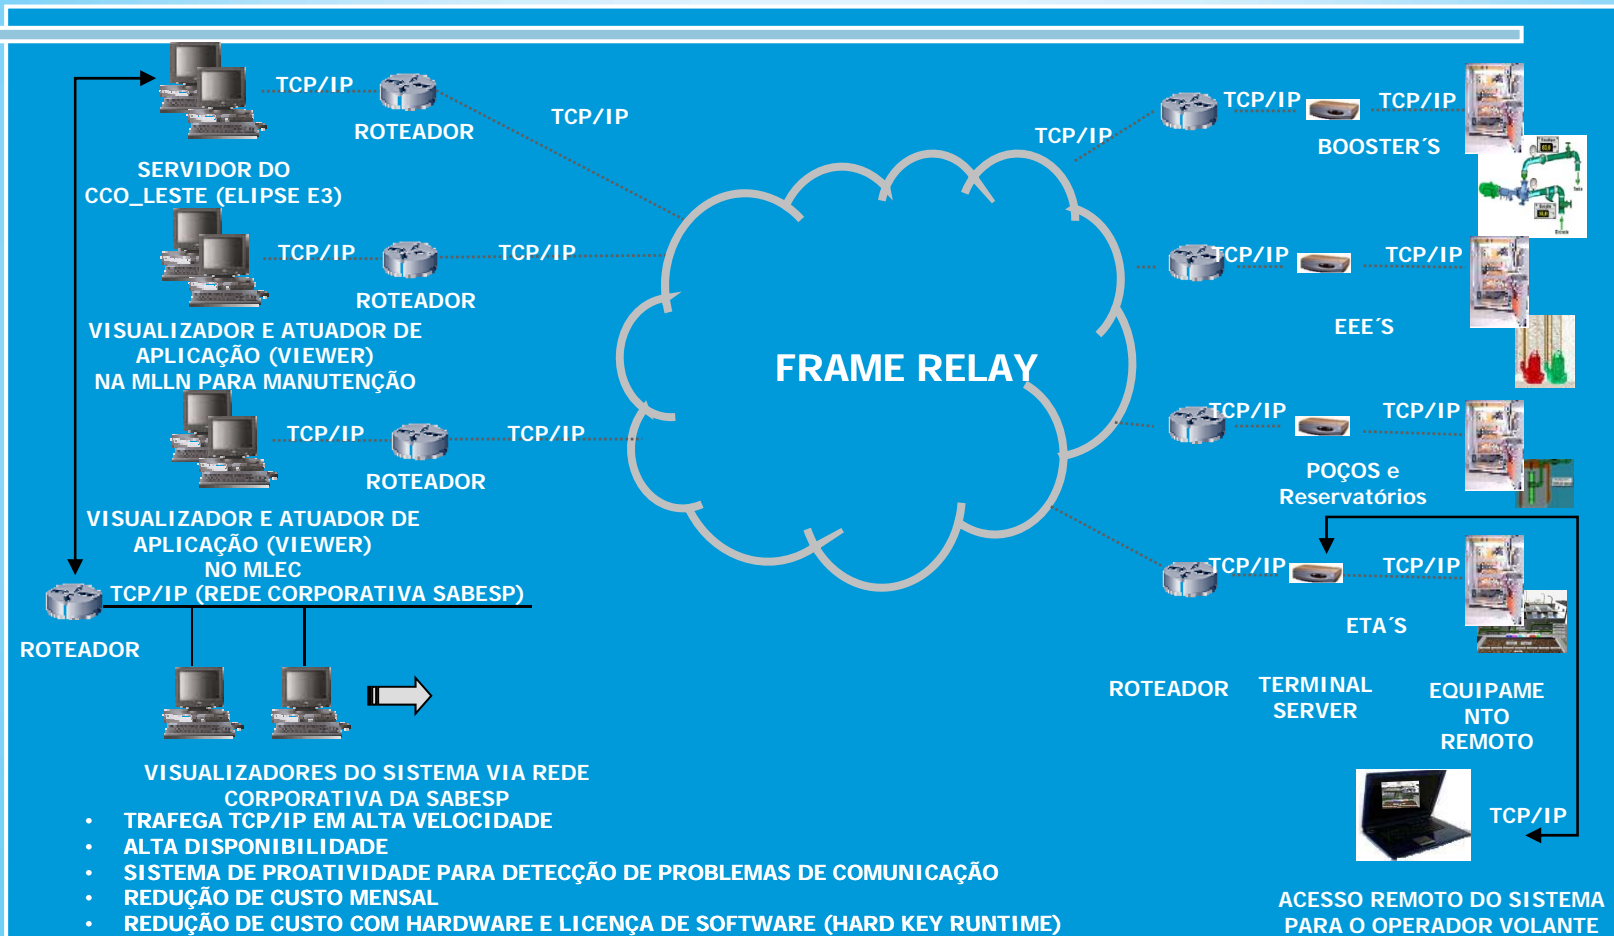 TCP/IP
ROTEADOR
TCP/IP
SERVIDOR DO
CCO_LESTE (ELIPSE E3)
TCP/IP
TCP/IP
ROTEADOR
VISUALIZADOR E ATUADOR DE
APLICAÇÃO (VIEWER)
NA MLLN PARA MANUTENÇÃO
TCP/IP
TCP/IP
ROTEADOR
VISUALIZADOR E ATUADOR DE
APLICAÇÃO (VIEWER)
NO MLEC
TCP/IP (REDE CORPORATIVA SABESP)
ROTEADOR
VISUALIZADORES DO SISTEMA VIA REDE
CORPORATIVA DA SABESP
FRAME RELAY
TCP/IP
TCP/IP
TCP/IP
BOOSTER´S
TCP/IP
TCP/IP
EEE´S
TCP/IP
TCP/IP
POÇOS e
Reservatórios
TCP/IP
TCP/IP
ETA´S
ROTEADOR
TERMINAL
SERVER
EQUIPAME
NTO
REMOTO
TCP/IP
ACESSO REMOTO DO SISTEMA
PARA O OPERADOR VOLANTE
• TRAFEGA TCP/IP EM ALTA VELOCIDADE
• ALTA DISPONIBILIDADE
• SISTEMA DE PROATIVIDADE PARA DETECÇÃO DE PROBLEMAS DE COMUNICAÇÃO
• REDUÇÃO DE CUSTO MENSAL
• REDUÇÃO DE CUSTO COM HARDWARE E LICENÇA DE SOFTWARE (HARD KEY RUNTIME)